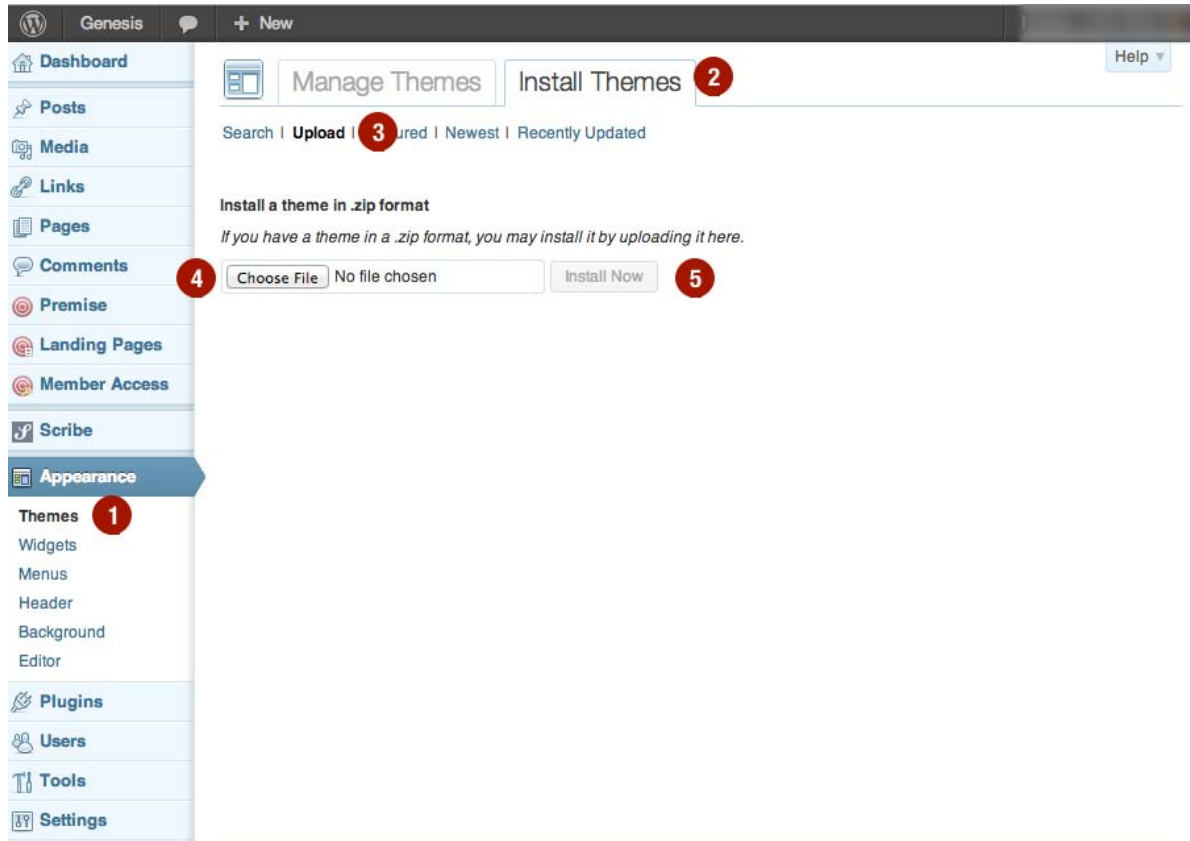 Genesis + New
Help
Dashboard
Posts
Media
Links
Pages
Comments
Premise
Landing Pages
Member Access
Scribe
Appearance
Themes 1
Widgets
Menus
Header
Background
Editor
Plugins
Users
Tools
Settings
Manage Themes Install Themes 2
Search | Upload | 3 ured | Newest | Recently Updated
Install a theme in .zip format
If you have a theme in a .zip format, you may install it by uploading it here.
4 Choose File No file chosen Install Now 5